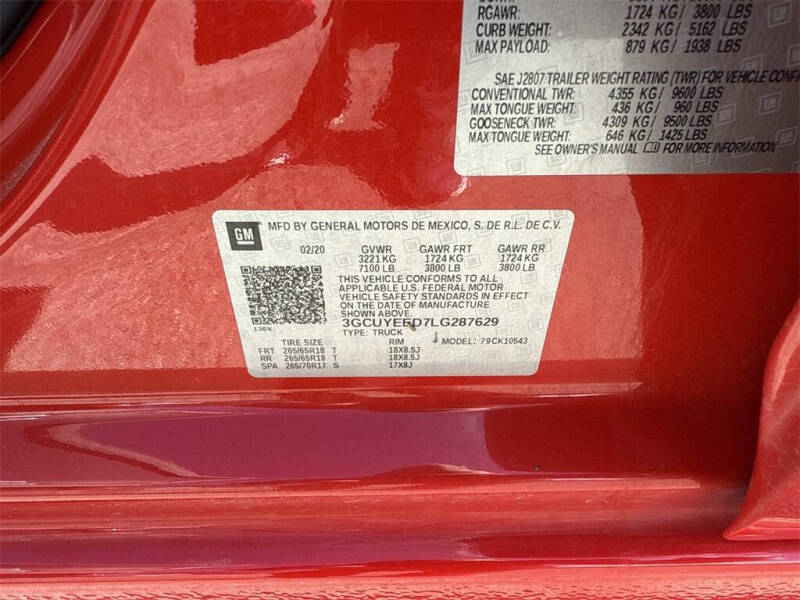 RGAWR: 1724 KG / 3800 LBS
CURB WEIGHT: 2342 KG / 5162 LBS
MAX PAYLOAD: 879 KG / 1938 LBS
SAE J2807 TRAILER WEIGHT RATING (TWR) FOR VEHICLE
CONVENTIONAL TWR: 4355 KG / 9600 LBS
MAX TONGUE WEIGHT: 436 KG / 960 LBS
GOOSENECK TWR: 4309 KG / 9500 LBS
MAX TONGUE WEIGHT: 646 KG / 1425 LBS
SEE OWNER'S MANUAL FOR MORE INFORMATION
GM MFD BY GENERAL MOTORS DE MEXICO, S. DE R.L. DE C.V.
02/20 GVWR GAWR FRT GAWR RR
3221 KG 1724 KG 1724 KG
7100 LB 3800 LB 3800 LB
THIS VEHICLE CONFORMS TO ALL
APPLICABLE U.S. FEDERAL MOTOR
VEHICLE SAFETY STANDARDS IN EFFECT
ON THE DATE OF MANUFACTURE
SHOWN ABOVE.
136X 3GCUYEED7LG287629
TYPE: TRUCK
TIRE SIZE RIM MODEL: 79CK10543
FRT 265/65R18 T 18X8.5J
RR 265/65R18 T 18X8.5J
SPA 265/70R17 S 17X8J